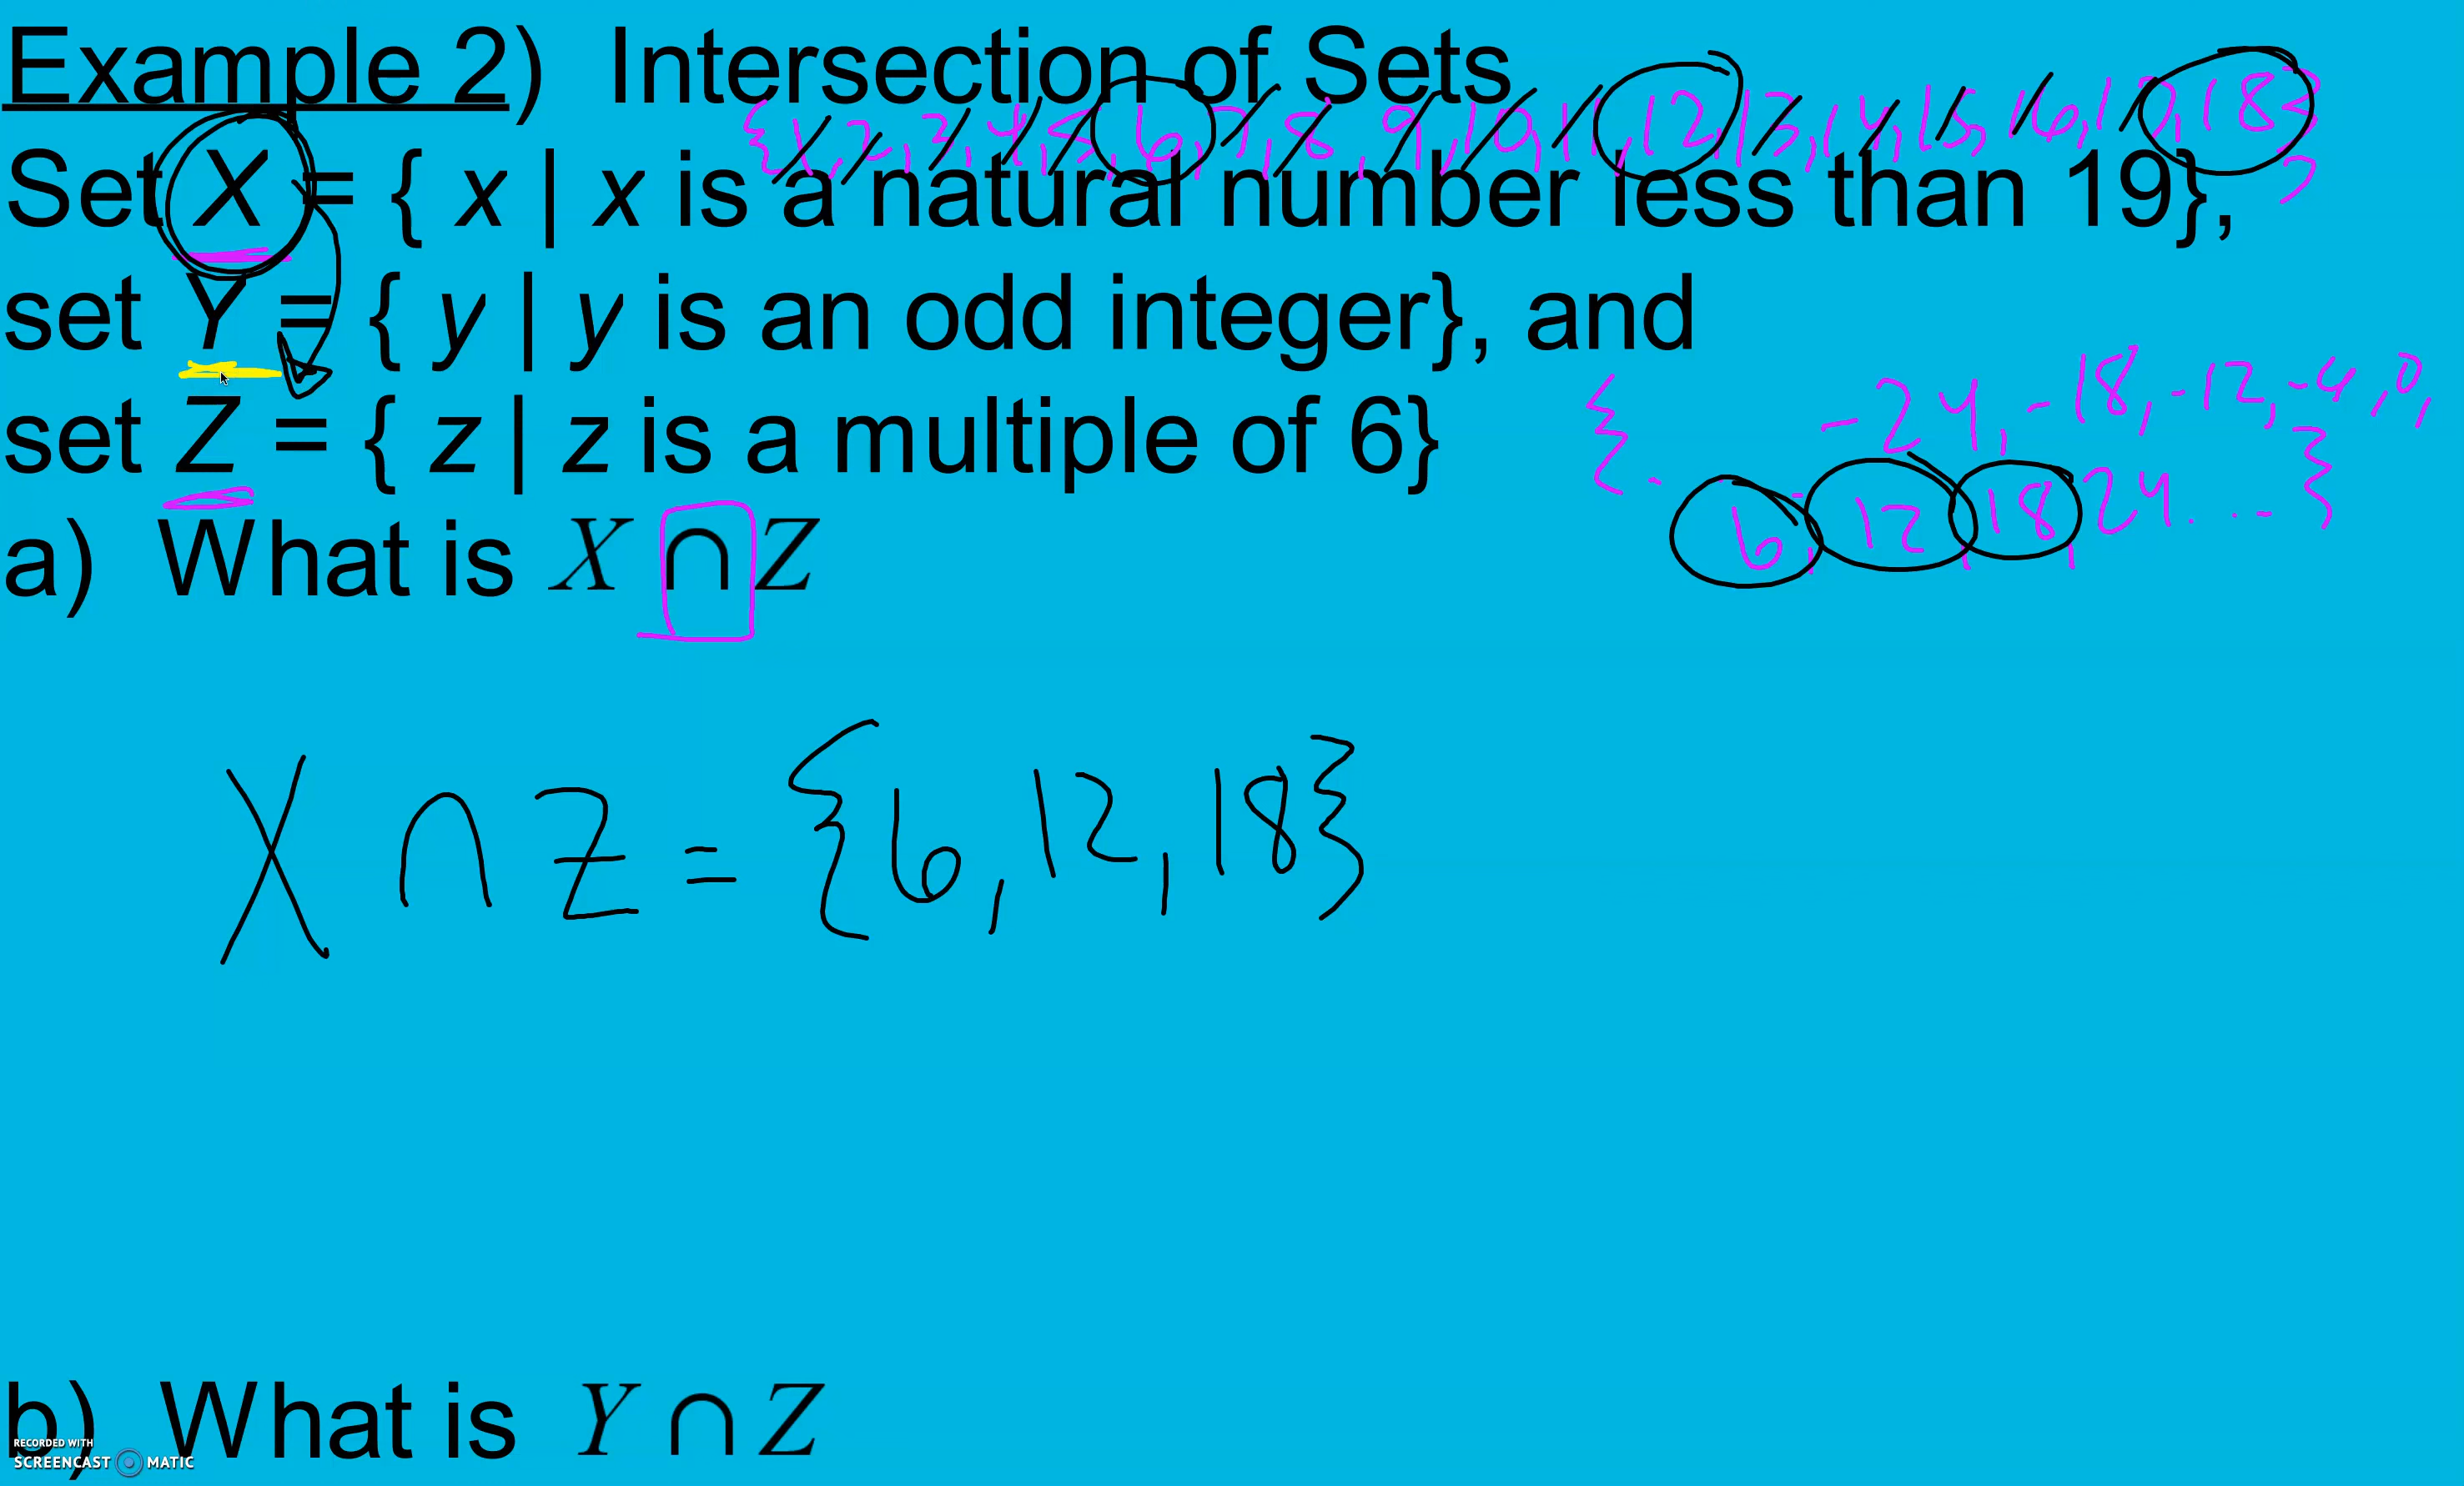 Example 2) Intersection of Sets
{1, 2, 3, 4, 5, 6, 7, 8, 9, 10, 11, 12, 13, 14, 15, 16, 17, 18}
Set X = { x | x is a natural number less than 19},
set Y = { y | y is an odd integer}, and
{.. -24, -18, -12, -6, 0,
set Z = { z | z is a multiple of 6}
6, 12, 18, 24...}
a) What is X ∩ Z
X ∩ Z = {6, 12, 18}
b) What is Y ∩ Z
RECORDED WITH
SCREENCAST MATIC